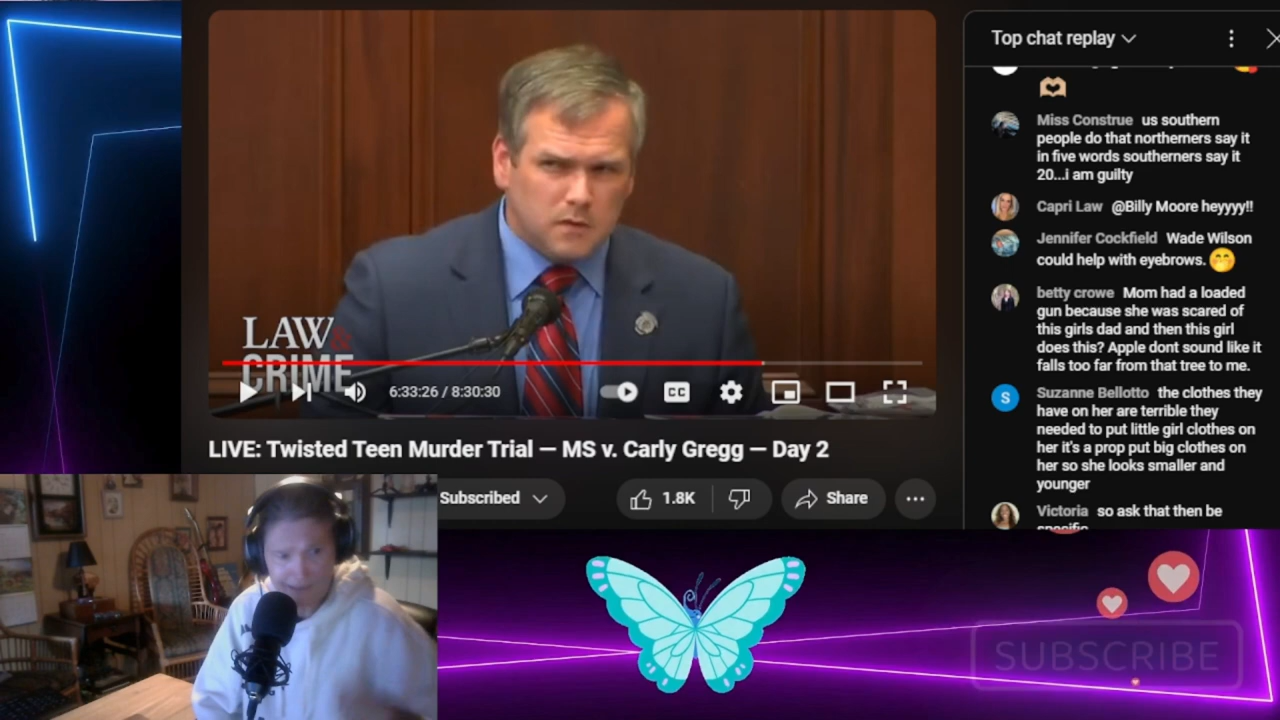 Top chat replay
Miss Construe us southern
people do that northerners say it
in five words southerners say it
20...i am guilty
Capri Law @Billy Moore heyyyy!!
Jennifer Cockfield Wade Wilson
could help with eyebrows. 🤭
betty crowe Mom had a loaded
gun because she was scared of
this girls dad and then this girl
does this? Apple dont sound like it
falls too far from that tree to me.
S
Suzanne Bellotto the clothes they
have on her are terrible they
needed to put little girl clothes on
her it's a prop put big clothes on
her so she looks smaller and
younger
Victoria so ask that then be
specific
LAW&
CRIME
6:33:26 / 8:30:30
CC
LIVE: Twisted Teen Murder Trial — MS v. Carly Gregg — Day 2
Subscribed
1.8K
Share
SUBSCRIBE